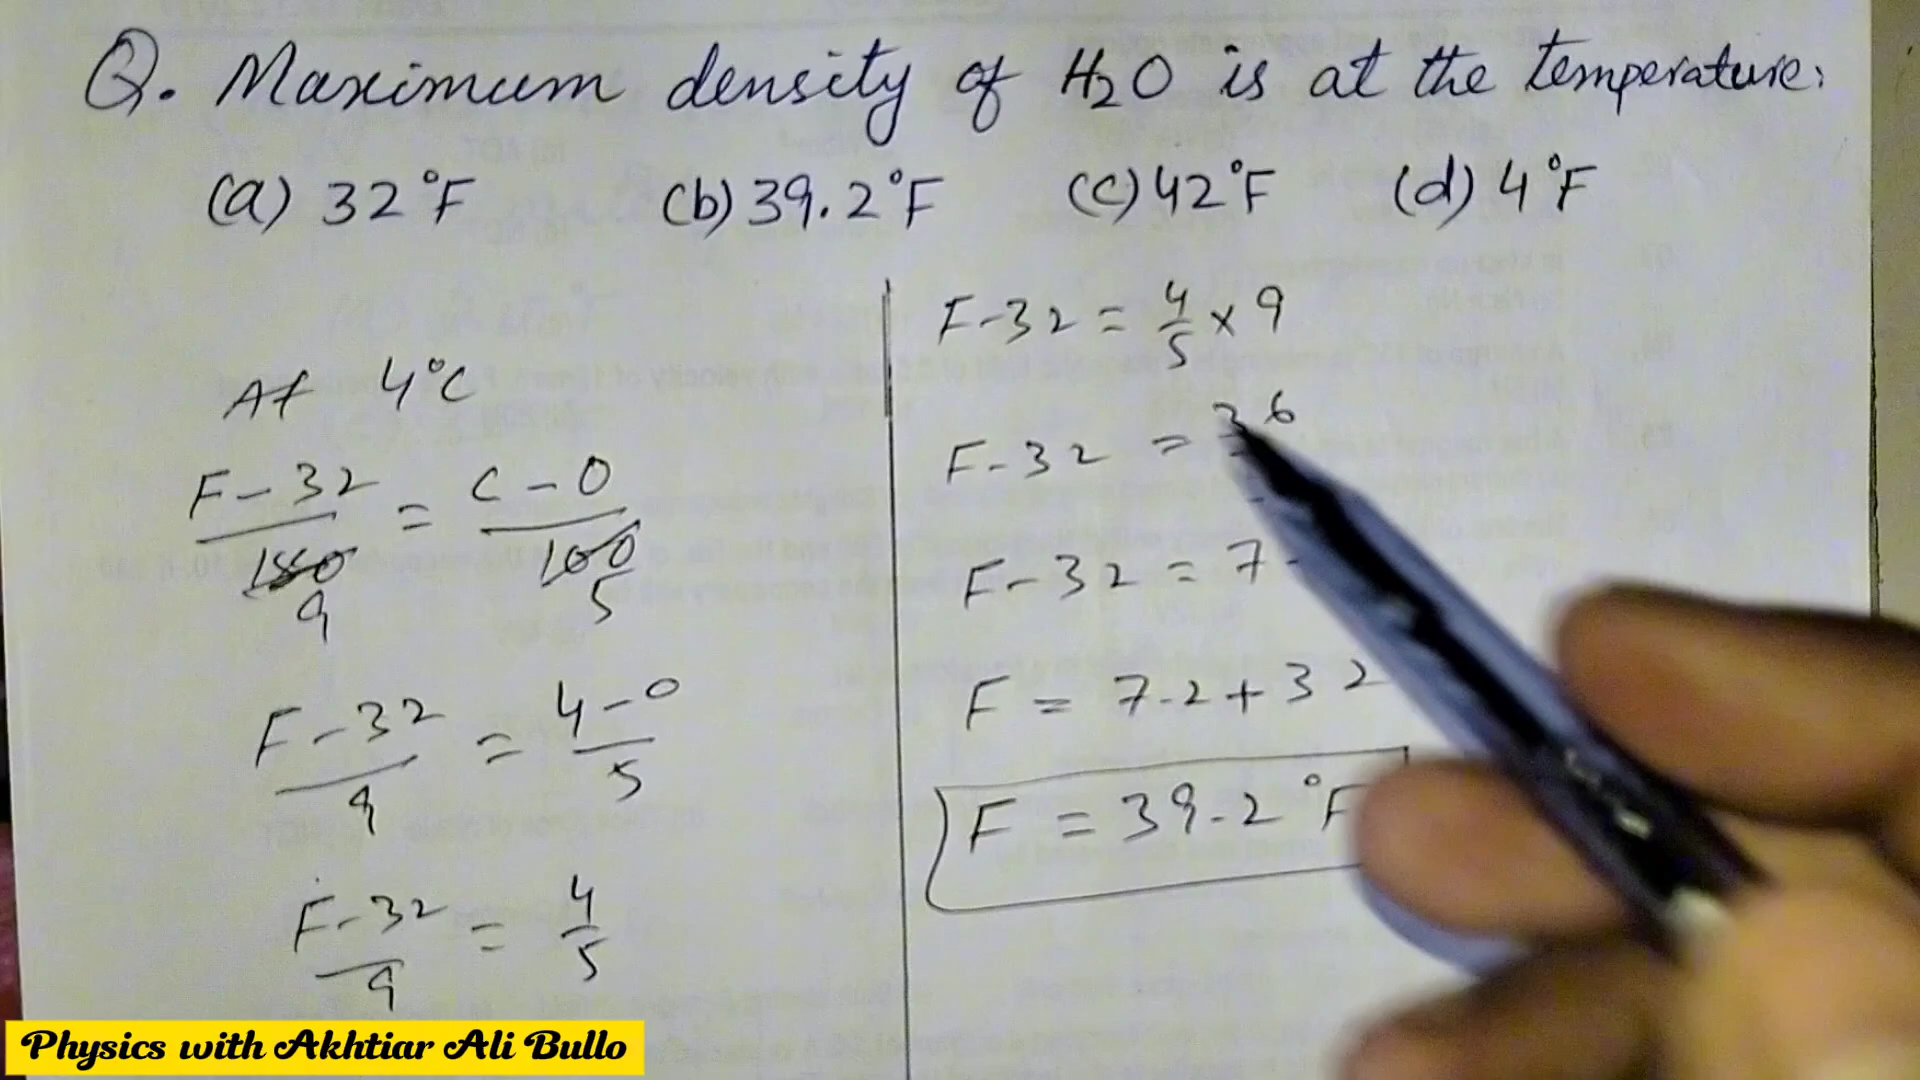 Q. Maximum density of H₂O is at the temperature:
(a) 32°F (b) 39.2°F (c) 42°F (d) 4°F
At 4°C
F-32/180 = C-0/100
9 5
F-32/9 = 4-0/5
F-32/9 = 4/5
F-32 = 4/5 × 9
F-32 = 36
F-32 = 7.
F = 7.2+32
F = 39.2°F
Physics with Akhtiar Ali Bullo